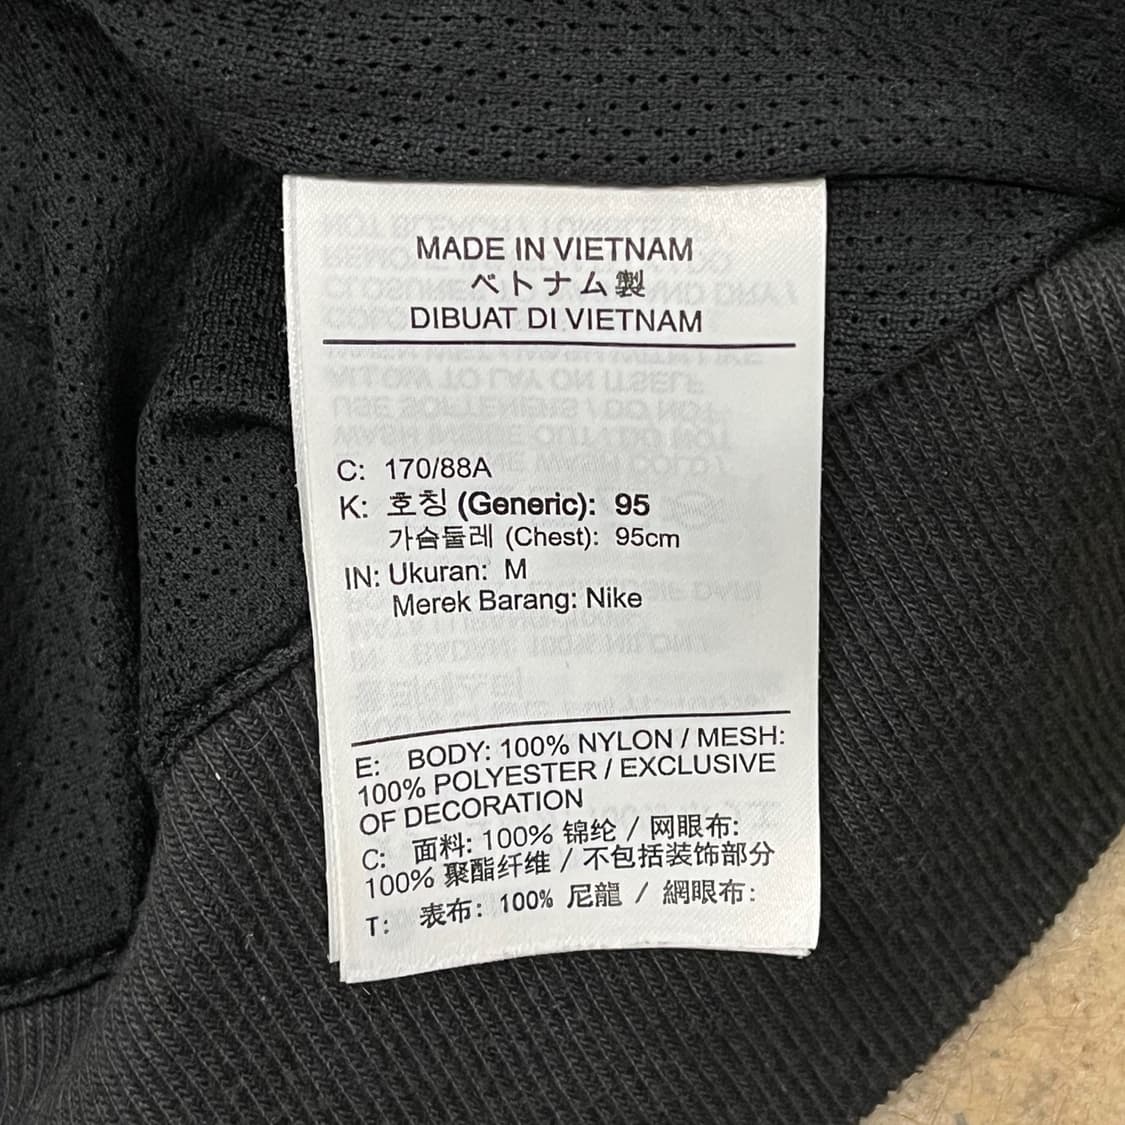 MADE IN VIETNAM
ベトナム製
DIBUAT DI VIETNAM
C: 170/88A
K: 호칭 (Generic): 95
가슴둘레 (Chest): 95cm
IN: Ukuran: M
Merek Barang: Nike
E: BODY: 100% NYLON / MESH:
100% POLYESTER / EXCLUSIVE
OF DECORATION
C: 面料: 100% 锦纶 / 网眼布:
100% 聚酯纤维 / 不包括装饰部分
T: 表布: 100% 尼龍 / 網眼布: